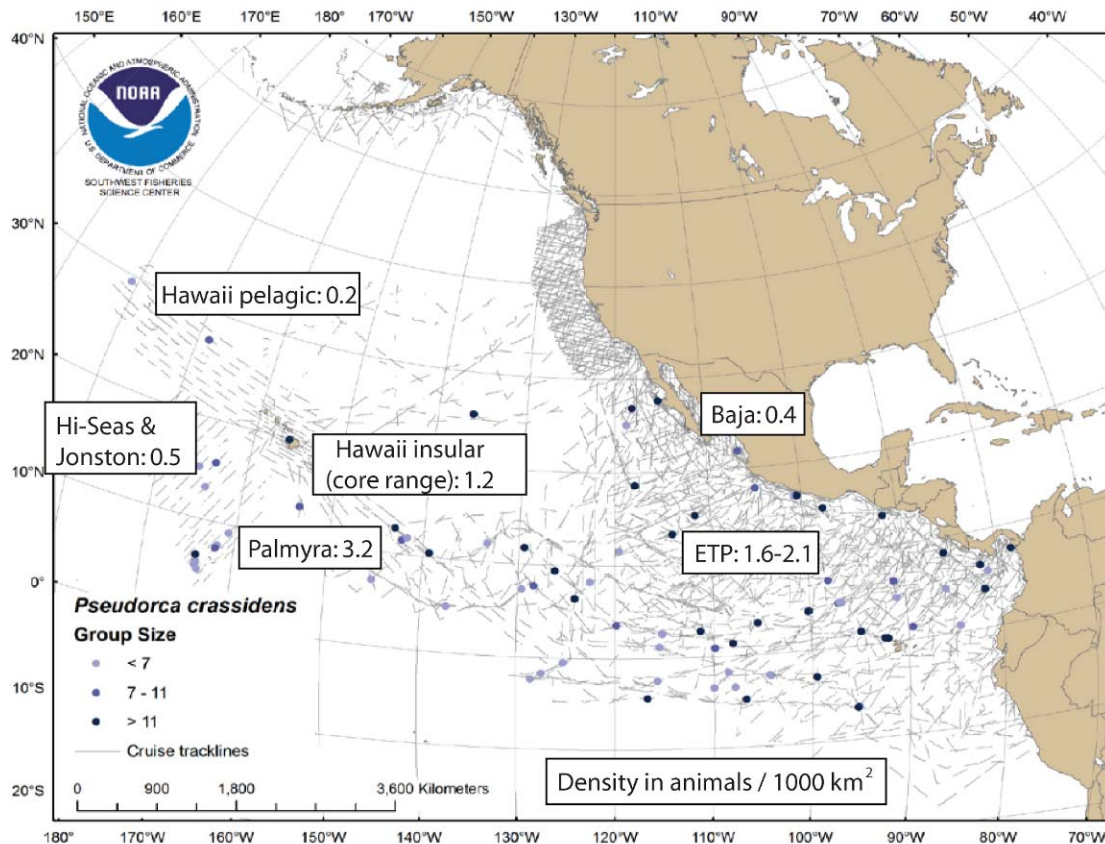 150°E 160°E 170°E 180° 170°W 150°W 130°W 110°W 90°W 70°W 60°W 50°W 40°W
40°N
30°N
20°N
10°N
0°
10°S
20°S
NATIONAL OCEANIC AND ATMOSPHERIC ADMINISTRATION
NOAA
U.S. DEPARTMENT OF COMMERCE
SOUTHWEST FISHERIES
SCIENCE CENTER
Hawaii pelagic: 0.2
Hi-Seas &
Jonston: 0.5
Hawaii insular
(core range): 1.2
Baja: 0.4
Palmyra: 3.2
ETP: 1.6-2.1
Pseudorca crassidens
Group Size
< 7
7 - 11
> 11
Cruise tracklines
0 900 1,800 3,600 Kilometers
Density in animals / 1000 km²
180° 170°W 160°W 150°W 140°W 130°W 120°W 110°W 100°W 90°W 80°W 70°W